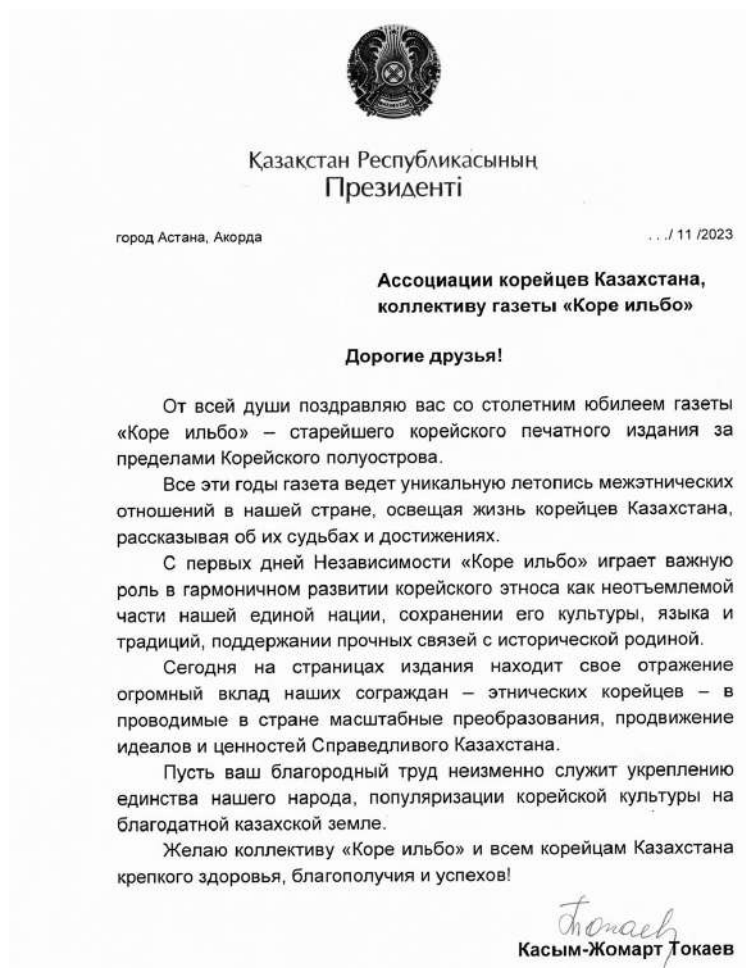 Қазақстан Республикасының
Президенті
город Астана, Акорда
. . ./ 11 /2023
Ассоциации корейцев Казахстана,
коллективу газеты «Коре ильбо»
Дорогие друзья!
От всей души поздравляю вас со столетним юбилеем газеты
«Коре ильбо» – старейшего корейского печатного издания за
пределами Корейского полуострова.
Все эти годы газета ведет уникальную летопись межэтнических
отношений в нашей стране, освещая жизнь корейцев Казахстана,
рассказывая об их судьбах и достижениях.
С первых дней Независимости «Коре ильбо» играет важную
роль в гармоничном развитии корейского этноса как неотъемлемой
части нашей единой нации, сохранении его культуры, языка и
традиций, поддержании прочных связей с исторической родиной.
Сегодня на страницах издания находит свое отражение
огромный вклад наших сограждан – этнических корейцев – в
проводимые в стране масштабные преобразования, продвижение
идеалов и ценностей Справедливого Казахстана.
Пусть ваш благородный труд неизменно служит укреплению
единства нашего народа, популяризации корейской культуры на
благодатной казахской земле.
Желаю коллективу «Коре ильбо» и всем корейцам Казахстана
крепкого здоровья, благополучия и успехов!
Токаев
Касым-Жомарт Токаев